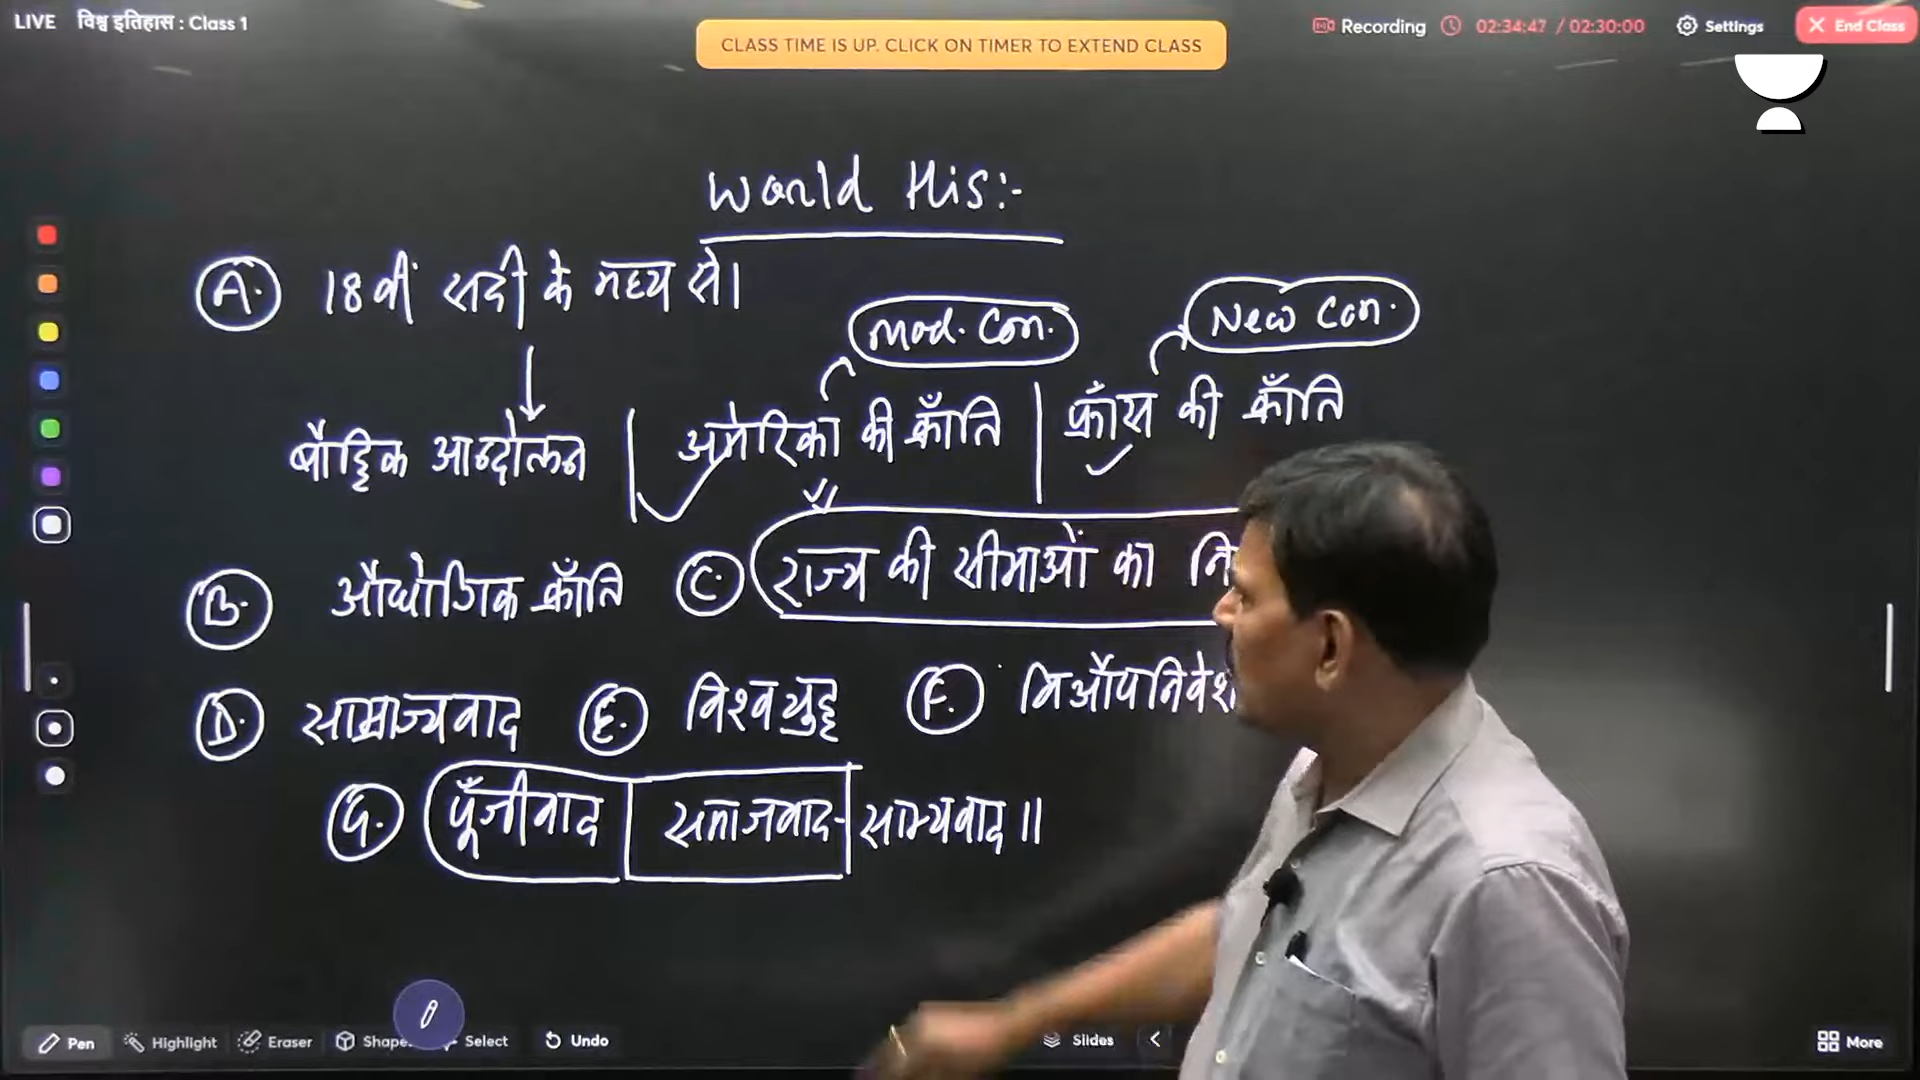 LIVE विश्व इतिहास : Class 1
CLASS TIME IS UP. CLICK ON TIMER TO EXTEND CLASS
Recording 02:34:47 / 02:30:00 Settings End Class
World His:-
A. 18वीं सदी के मध्य से।
Mod. Con. New Con.
बौद्धिक आन्दोलन | अमेरिका की क्राँति | फ्राँस की क्राँति
B. औद्योगिक क्राँति C. राज्य की सीमाओं का
D. साम्राज्यवाद E. विश्वयुद्ध F.
G. पूँजीवाद | समाजवाद- | साम्यवाद॥
Pen Highlight Eraser Select Undo Slides More